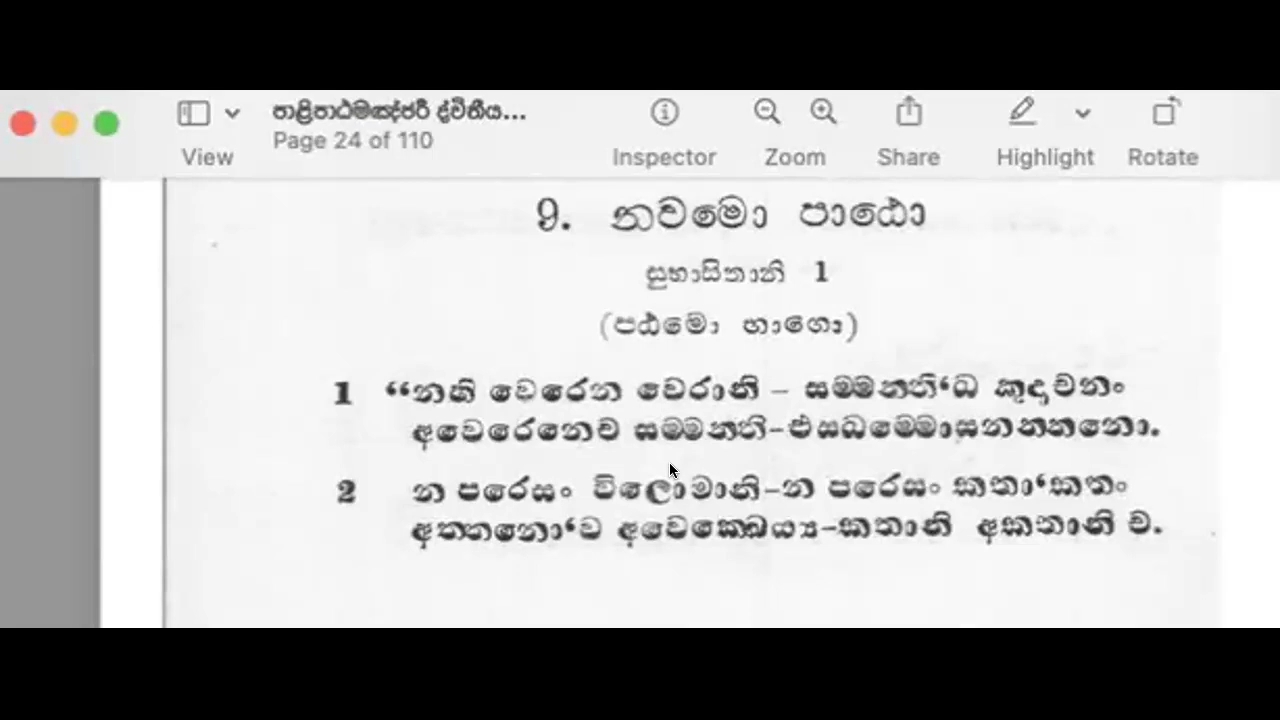 පාළිපාඨමඤ්ජරී ද්විතීය...
Page 24 of 110
View
Inspector
Zoom
Share
Highlight
Rotate
9. නවමො පාඨො
සුභාසිතානි 1
(පඨමො භාගො)
1 “නහි වෙරෙන වෙරානි – සම්මන්ති‘ධ කුදාචනං
අවෙරෙනෙච සම්මන්ති-එසධම්මොසනන්තනො.
2 න පරෙසං විලොමානි-න පරෙසං කතා‘කතං
අත්තනො‘ව අවෙක්ඛෙය්‍ය-කතානි අකතානි ච.